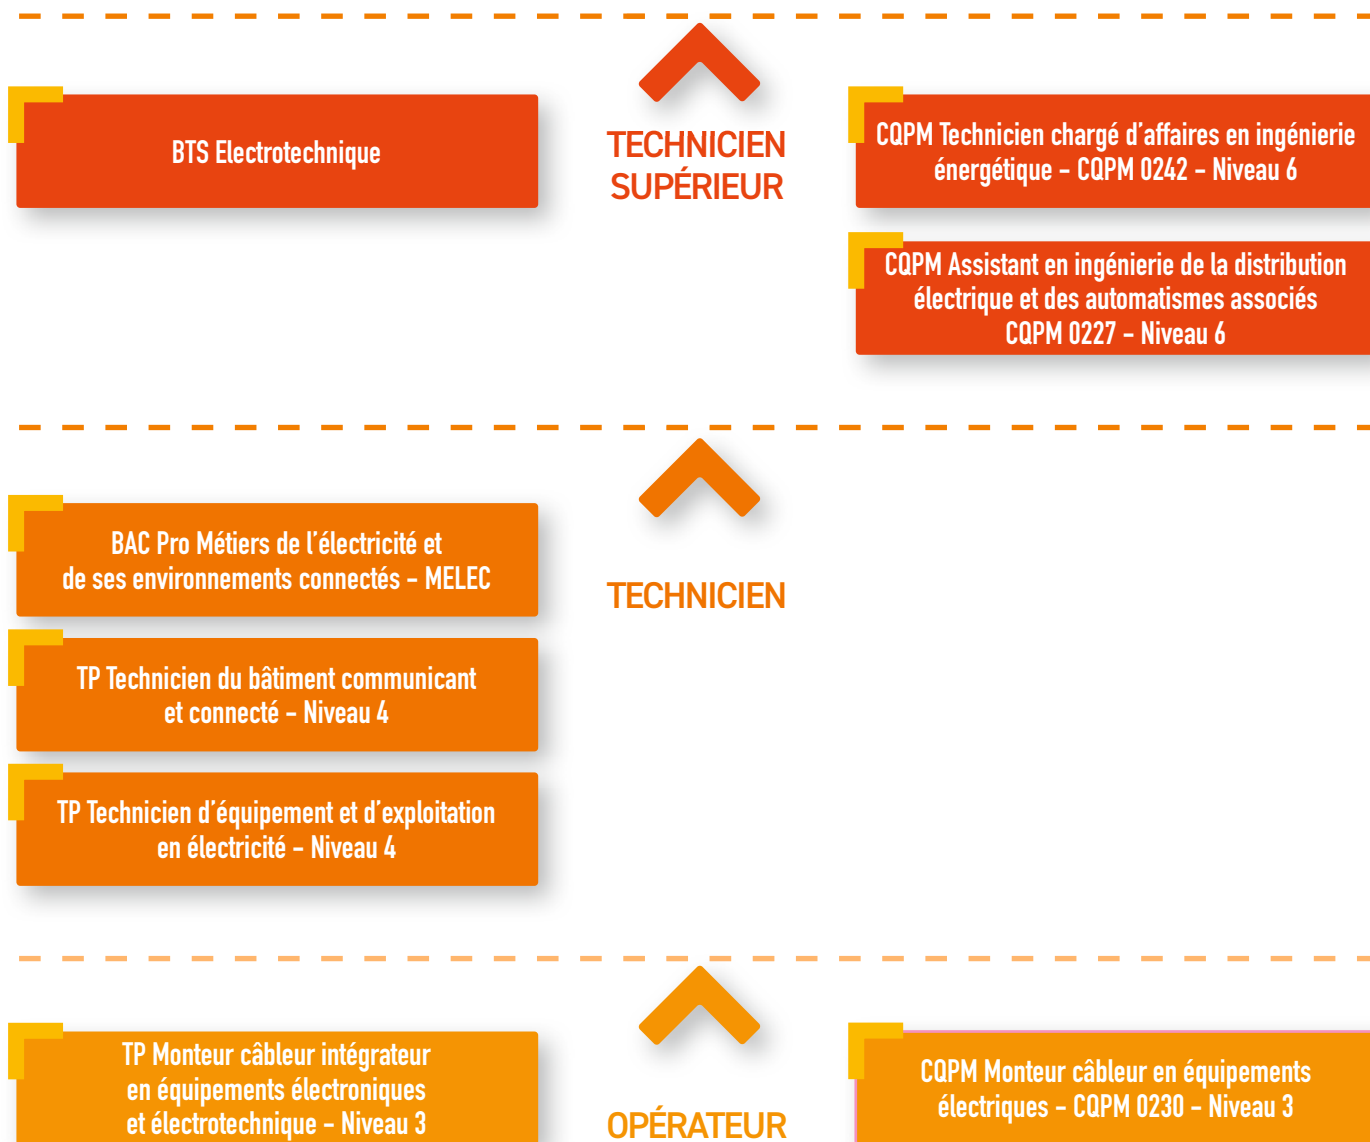 BTS Electrotechnique
TECHNICIEN
SUPÉRIEUR
CQPM Technicien chargé d'affaires en ingénierie
énergétique - CQPM 0242 - Niveau 6
CQPM Assistant en ingénierie de la distribution
électrique et des automatismes associés
CQPM 0227 - Niveau 6
BAC Pro Métiers de l'électricité et
de ses environnements connectés - MELEC
TECHNICIEN
TP Technicien du bâtiment communicant
et connecté - Niveau 4
TP Technicien d'équipement et d'exploitation
en électricité - Niveau 4
TP Monteur câbleur intégrateur
en équipements électroniques
et électrotechnique - Niveau 3
OPÉRATEUR
CQPM Monteur câbleur en équipements
électriques - CQPM 0230 - Niveau 3